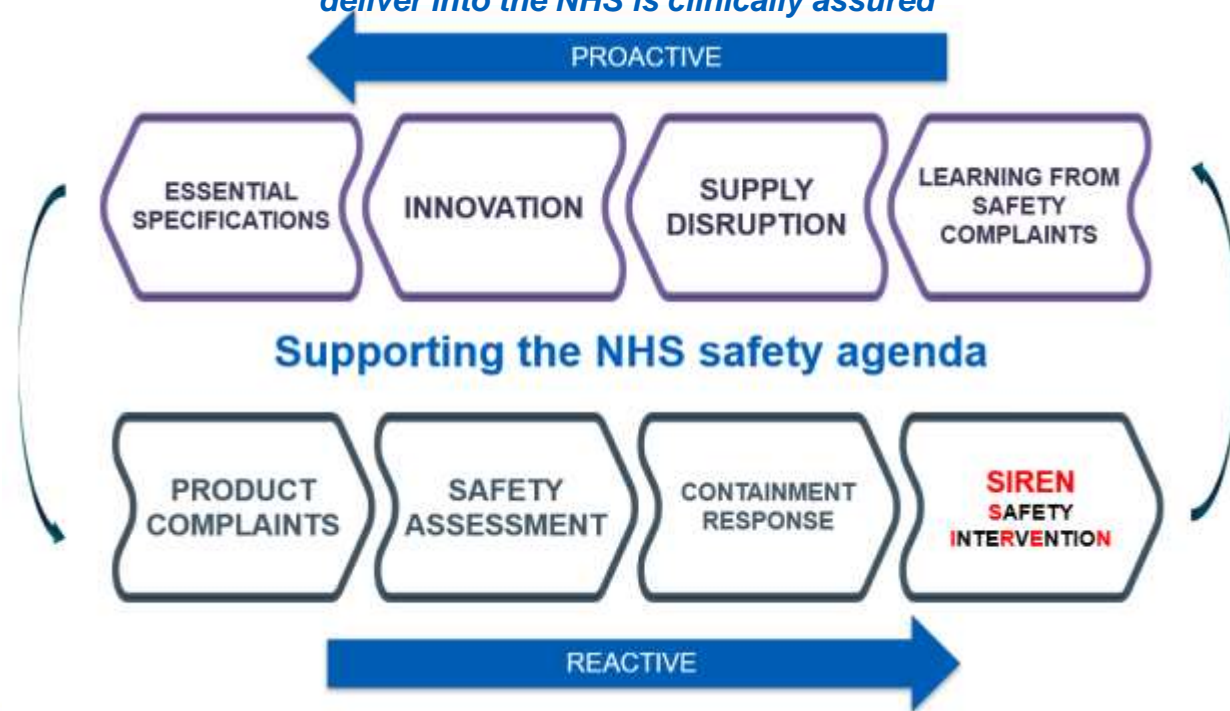 deliver into the NHS is clinically assured
PROACTIVE
ESSENTIAL
SPECIFICATIONS
INNOVATION
SUPPLY
DISRUPTION
LEARNING FROM
SAFETY
COMPLAINTS
Supporting the NHS safety agenda
PRODUCT
COMPLAINTS
SAFETY
ASSESSMENT
CONTAINMENT
RESPONSE
SIREN
SAFETY
INTERVENTION
REACTIVE